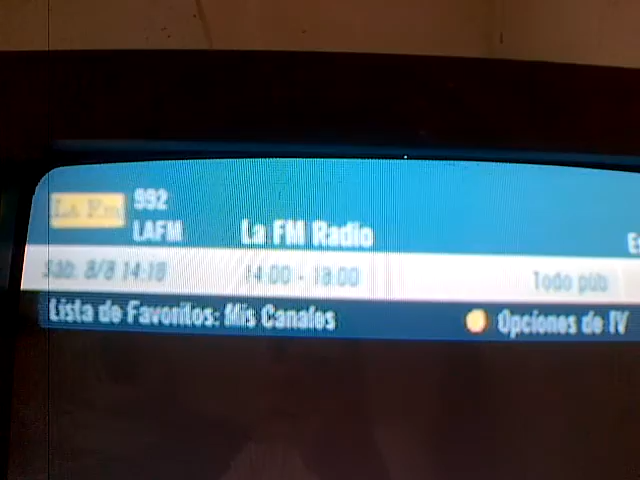 La Fm
992
LAFM
La FM Radio
Sáb. 8/8 14:18
14:00 - 18:00
Todo púb
Lista de Favoritos: Mis Canales
Opciones de TV